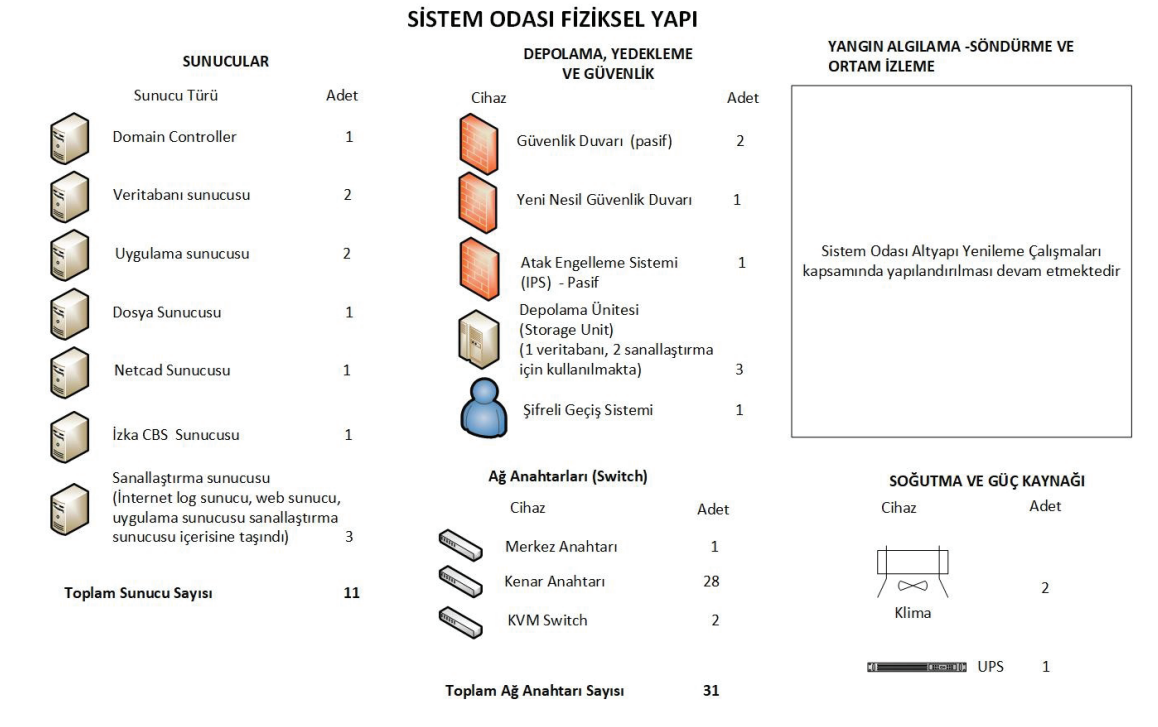 SİSTEM ODASI FİZİKSEL YAPI
SUNUCULAR
Sunucu Türü Adet
Domain Controller 1
Veritabanı sunucusu 2
Uygulama sunucusu 2
Dosya Sunucusu 1
Netcad Sunucusu 1
İzka CBS Sunucusu 1
Sanallaştırma sunucusu
(İnternet log sunucu, web sunucu,
uygulama sunucusu sanallaştırma
sunucusu içerisine taşındı) 3
Toplam Sunucu Sayısı 11
DEPOLAMA, YEDEKLEME
VE GÜVENLİK
Cihaz Adet
Güvenlik Duvarı (pasif) 2
Yeni Nesil Güvenlik Duvarı 1
Atak Engelleme Sistemi 1
(IPS) - Pasif
Depolama Ünitesi
(Storage Unit)
(1 veritabanı, 2 sanallaştırma
için kullanılmakta) 3
Şifreli Geçiş Sistemi 1
Ağ Anahtarları (Switch)
Cihaz Adet
Merkez Anahtarı 1
Kenar Anahtarı 28
KVM Switch 2
Toplam Ağ Anahtarı Sayısı 31
YANGIN ALGILAMA -SÖNDÜRME VE
ORTAM İZLEME
Sistem Odası Altyapı Yenileme Çalışmaları
kapsamında yapılandırılması devam etmektedir
SOĞUTMA VE GÜÇ KAYNAĞI
Cihaz Adet
Klima 2
UPS 1